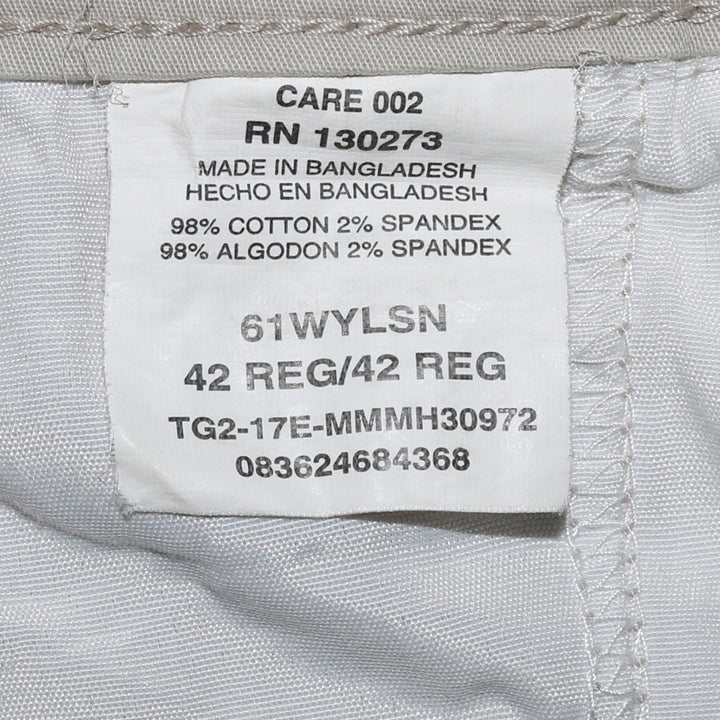 CARE 002
RN 130273
MADE IN BANGLADESH
HECHO EN BANGLADESH
98% COTTON 2% SPANDEX
98% ALGODON 2% SPANDEX
61WYLSN
42 REG/42 REG
TG2-17E-MMMH30972
083624684368